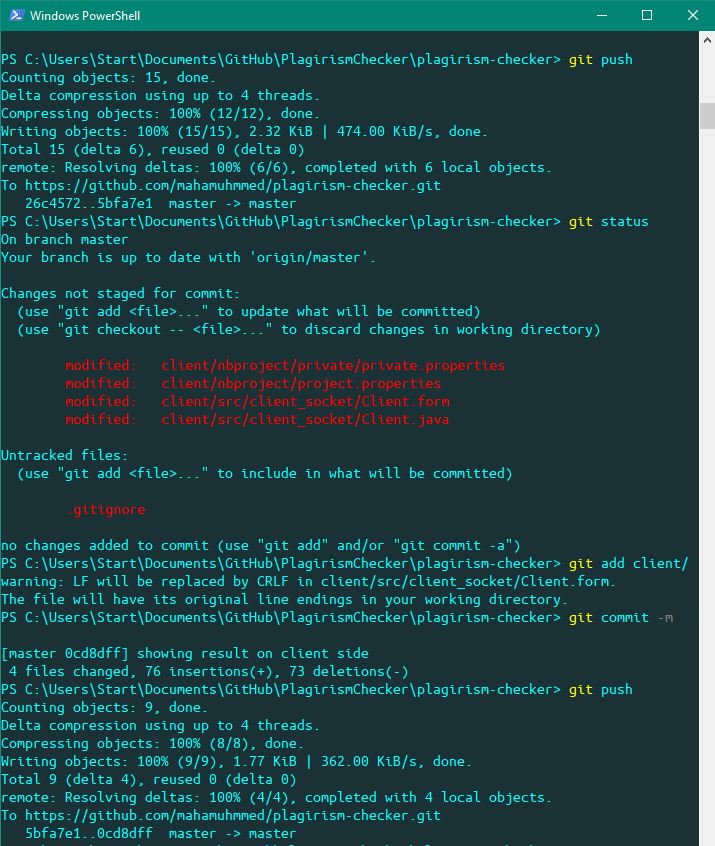 Windows PowerShell
PS C:\Users\Start\Documents\GitHub\PlagirismChecker\plagirism-checker> git push
Counting objects: 15, done.
Delta compression using up to 4 threads.
Compressing objects: 100% (12/12), done.
Writing objects: 100% (15/15), 2.32 KiB | 474.00 KiB/s, done.
Total 15 (delta 6), reused 0 (delta 0)
remote: Resolving deltas: 100% (6/6), completed with 6 local objects.
To https://github.com/mahamuhmmed/plagirism-checker.git
   26c4572..5bfa7e1  master -> master
PS C:\Users\Start\Documents\GitHub\PlagirismChecker\plagirism-checker> git status
On branch master
Your branch is up to date with 'origin/master'.
Changes not staged for commit:
  (use "git add <file>..." to update what will be committed)
  (use "git checkout -- <file>..." to discard changes in working directory)
        modified:   client/nbproject/private/private.properties
        modified:   client/nbproject/project.properties
        modified:   client/src/client_socket/Client.form
        modified:   client/src/client_socket/Client.java
Untracked files:
  (use "git add <file>..." to include in what will be committed)
        .gitignore
no changes added to commit (use "git add" and/or "git commit -a")
PS C:\Users\Start\Documents\GitHub\PlagirismChecker\plagirism-checker> git add client/
warning: LF will be replaced by CRLF in client/src/client_socket/Client.form.
The file will have its original line endings in your working directory.
PS C:\Users\Start\Documents\GitHub\PlagirismChecker\plagirism-checker> git commit -m
[master 0cd8dff] showing result on client side
 4 files changed, 76 insertions(+), 73 deletions(-)
PS C:\Users\Start\Documents\GitHub\PlagirismChecker\plagirism-checker> git push
Counting objects: 9, done.
Delta compression using up to 4 threads.
Compressing objects: 100% (8/8), done.
Writing objects: 100% (9/9), 1.77 KiB | 362.00 KiB/s, done.
Total 9 (delta 4), reused 0 (delta 0)
remote: Resolving deltas: 100% (4/4), completed with 4 local objects.
To https://github.com/mahamuhmmed/plagirism-checker.git
   5bfa7e1..0cd8dff  master -> master